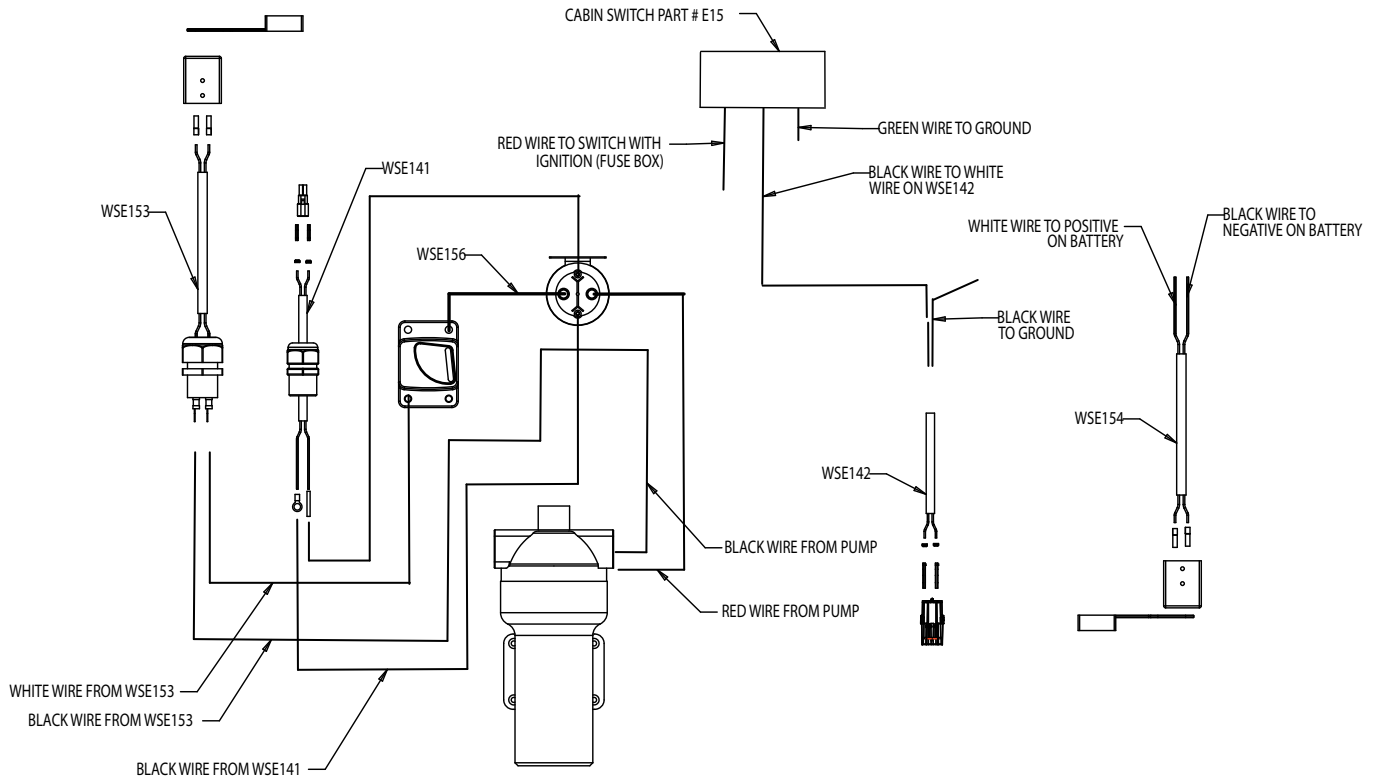 CABIN SWITCH PART # E15
RED WIRE TO SWITCH WITH
IGNITION (FUSE BOX)
GREEN WIRE TO GROUND
WSE141
BLACK WIRE TO WHITE
WIRE ON WSE142
WSE153
WHITE WIRE TO POSITIVE
ON BATTERY
BLACK WIRE TO
NEGATIVE ON BATTERY
WSE156
BLACK WIRE
TO GROUND
WSE154
WSE142
BLACK WIRE FROM PUMP
RED WIRE FROM PUMP
WHITE WIRE FROM WSE153
BLACK WIRE FROM WSE153
BLACK WIRE FROM WSE141